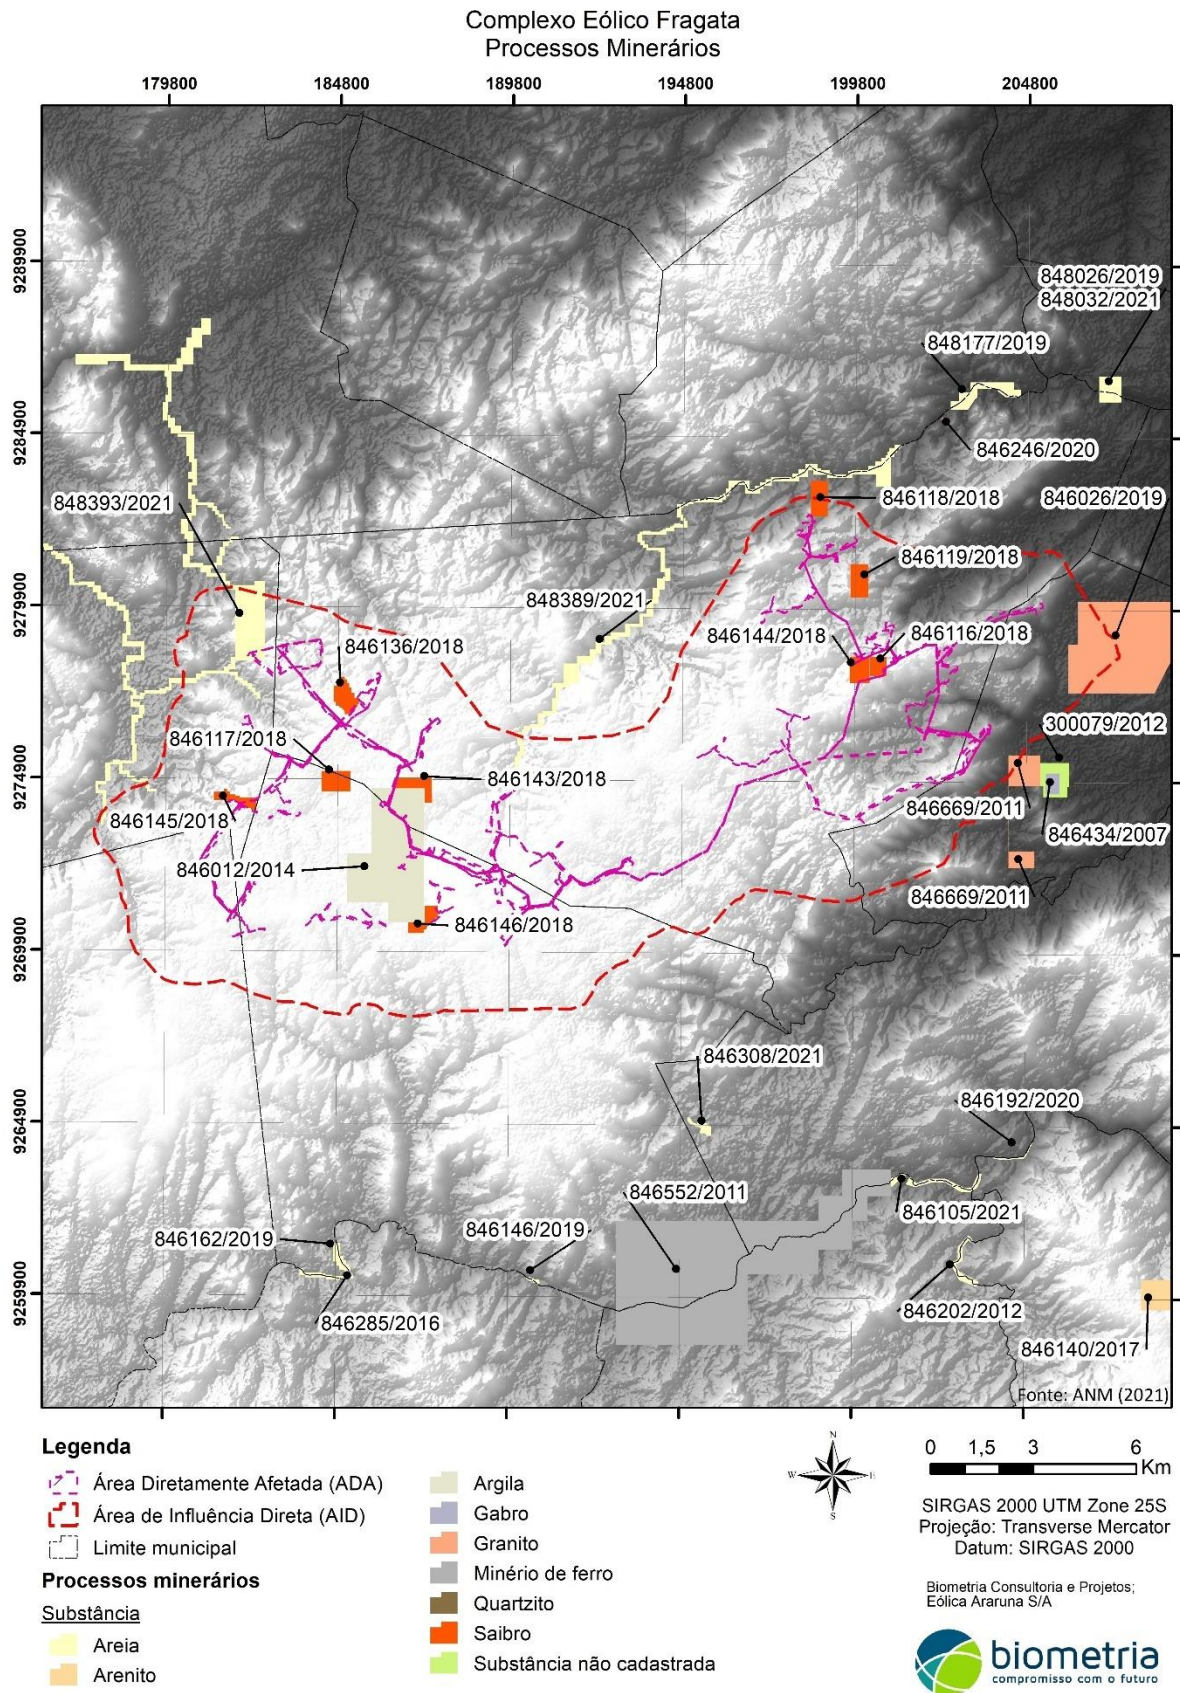 Complexo Eólico Fragata
Processos Minerários
179800
184800
189800
194800
199800
204800
9289900
9284900
9279900
9274900
9269900
9264900
9259900
848026/2019
848032/2021
848177/2019
846246/2020
848393/2021
846118/2018
846026/2019
846119/2018
848389/2021
846136/2018
846144/2018
846116/2018
846117/2018
300079/2012
846143/2018
846145/2018
846669/2011
846434/2007
846012/2014
846669/2011
846146/2018
846308/2021
846192/2020
846552/2011
846162/2019
846146/2019
846105/2021
846285/2016
846202/2012
846140/2017
Fonte: ANM (2021)
Legenda
Área Diretamente Afetada (ADA)
Área de Influência Direta (AID)
Limite municipal
Processos minerários
Substância
Areia
Arenito
Argila
Gabro
Granito
Minério de ferro
Quartzito
Saibro
Substância não cadastrada
N
W
E
S
0 1,5 3 6
Km
SIRGAS 2000 UTM Zone 25S
Projeção: Transverse Mercator
Datum: SIRGAS 2000
Biometria Consultoria e Projetos;
Eólica Araruna S/A
biometria
compromisso com o futuro